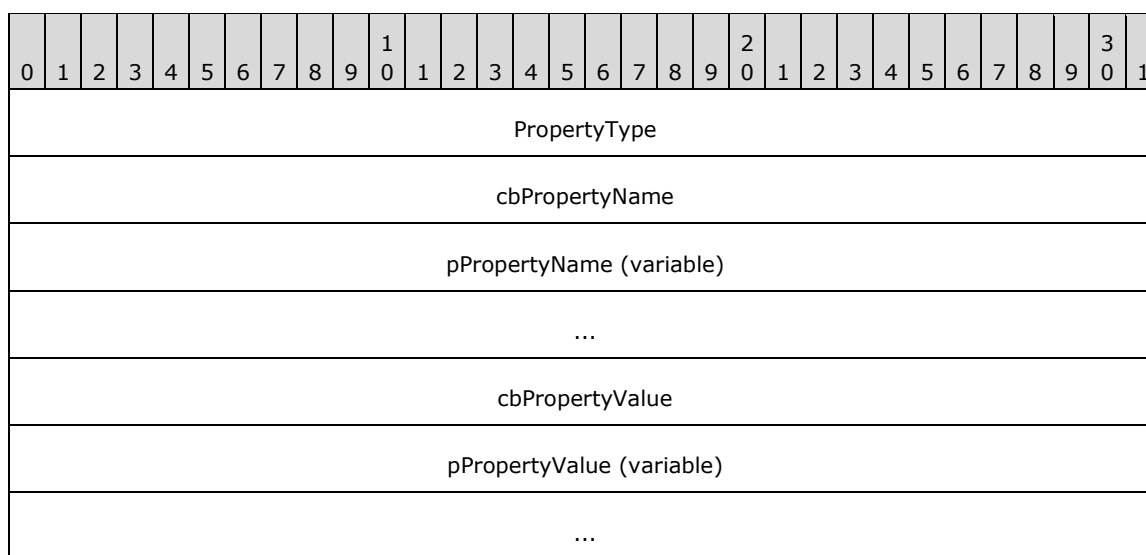 0 1 2 3 4 5 6 7 8 9 1 0 1 2 3 4 5 6 7 8 9 2 0 1 2 3 4 5 6 7 8 9 3 0 1
PropertyType
cbPropertyName
pPropertyName (variable)
...
cbPropertyValue
pPropertyValue (variable)
...